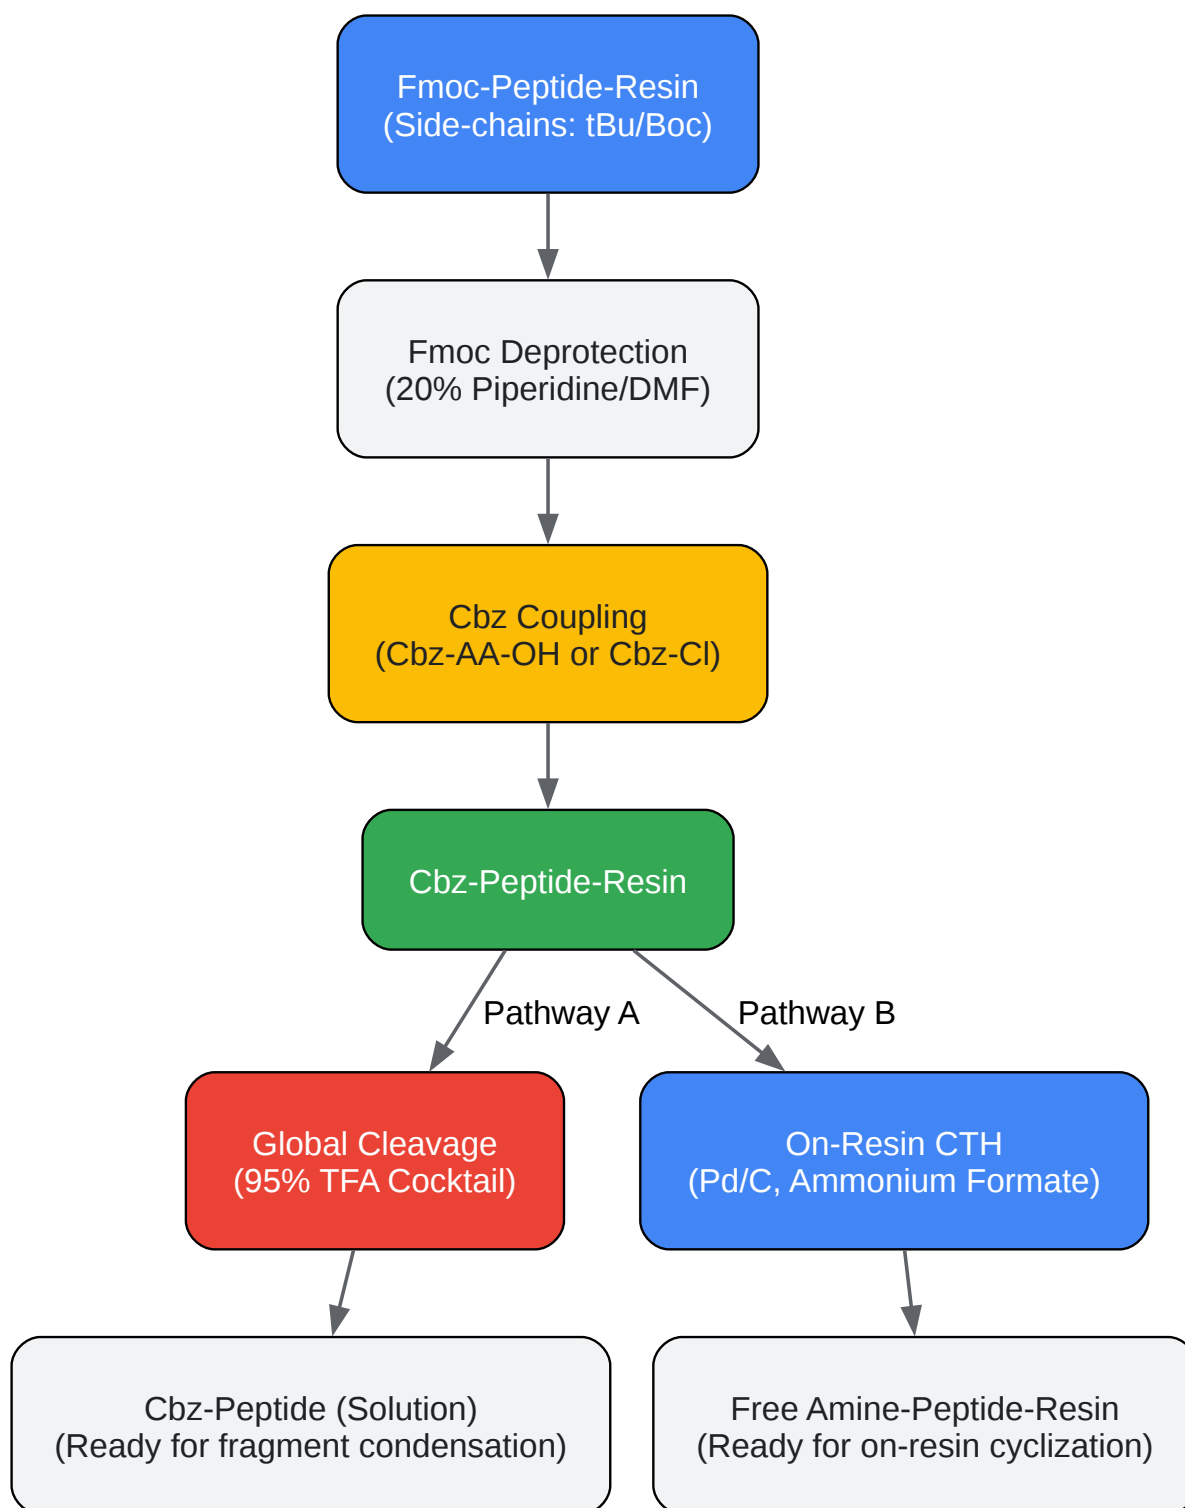 Fmoc-Peptide-Resin
(Side-chains: tBu/Boc)
Fmoc Deprotection
(20% Piperidine/DMF)
Cbz Coupling
(Cbz-AA-OH or Cbz-Cl)
Cbz-Peptide-Resin
Pathway A
Pathway B
Global Cleavage
(95% TFA Cocktail)
On-Resin CTH
(Pd/C, Ammonium Formate)
Cbz-Peptide (Solution)
(Ready for fragment condensation)
Free Amine-Peptide-Resin
(Ready for on-resin cyclization)